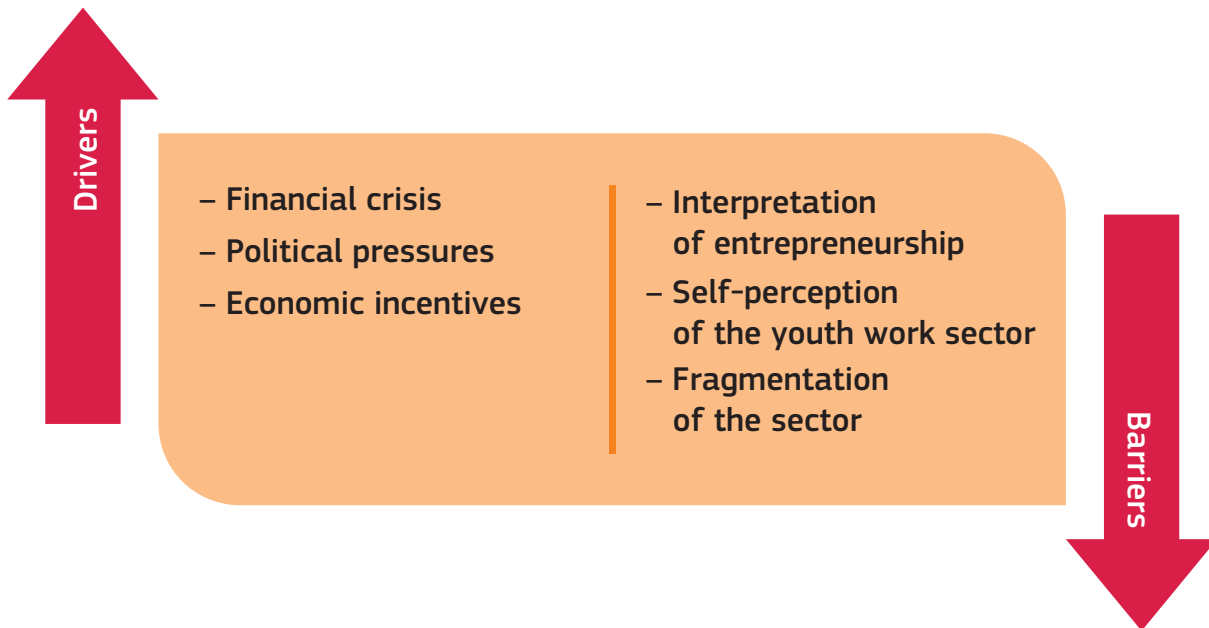 Drivers
– Financial crisis
– Political pressures
– Economic incentives
– Interpretation
of entrepreneurship
– Self-perception
of the youth work sector
– Fragmentation
of the sector
Barriers